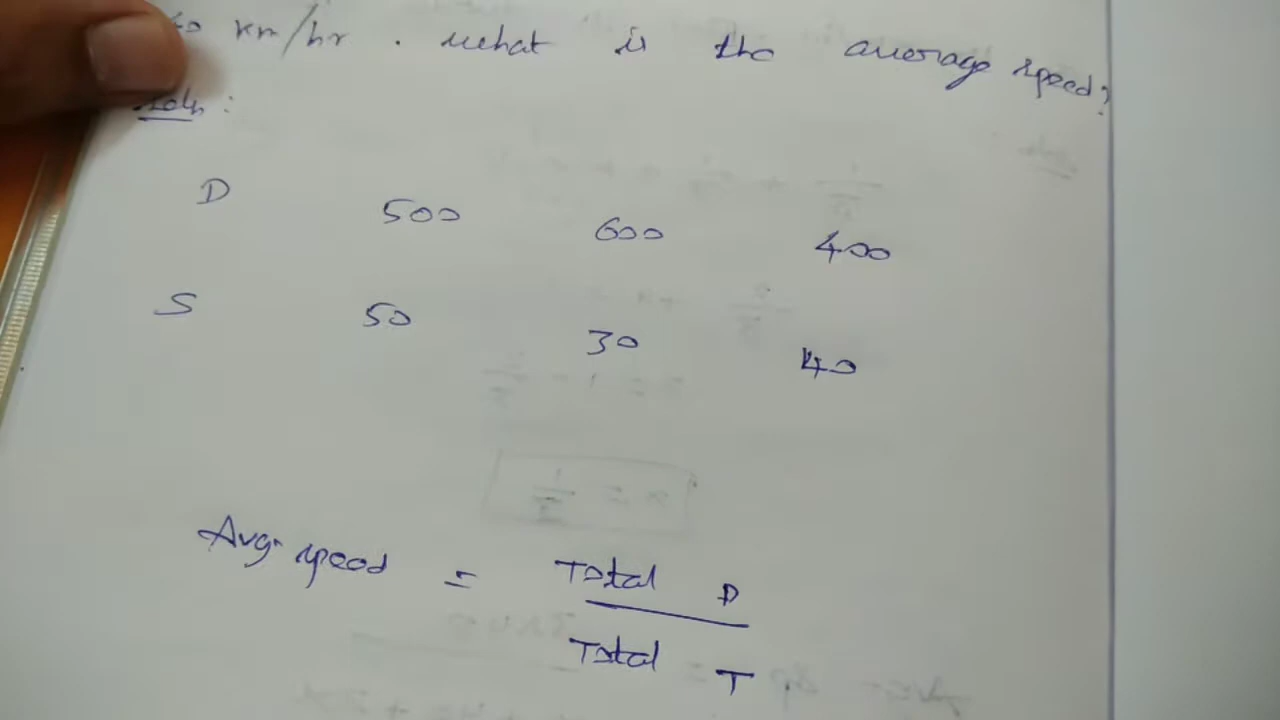 km/hr . what is the average speed?
Soln :
D 500 600 400
S 50 30 40
Avg. speed = Total D
Total T